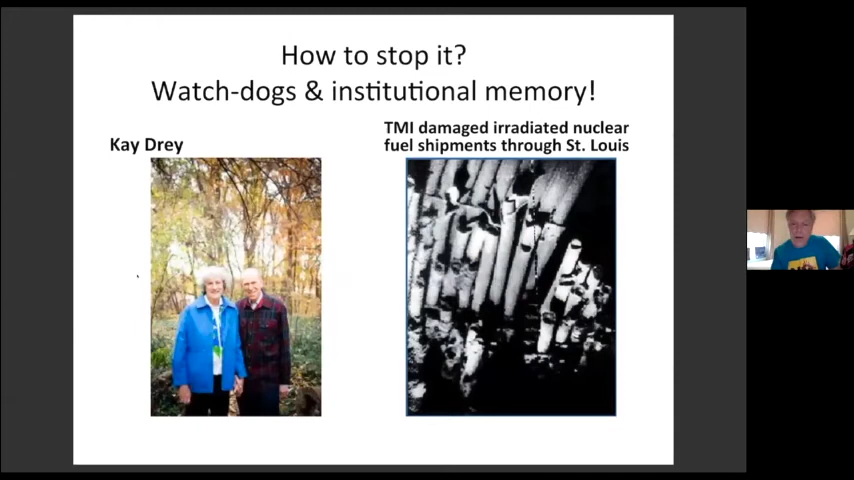 How to stop it?
Watch-dogs & institutional memory!
Kay Drey
TMI damaged irradiated nuclear
fuel shipments through St. Louis